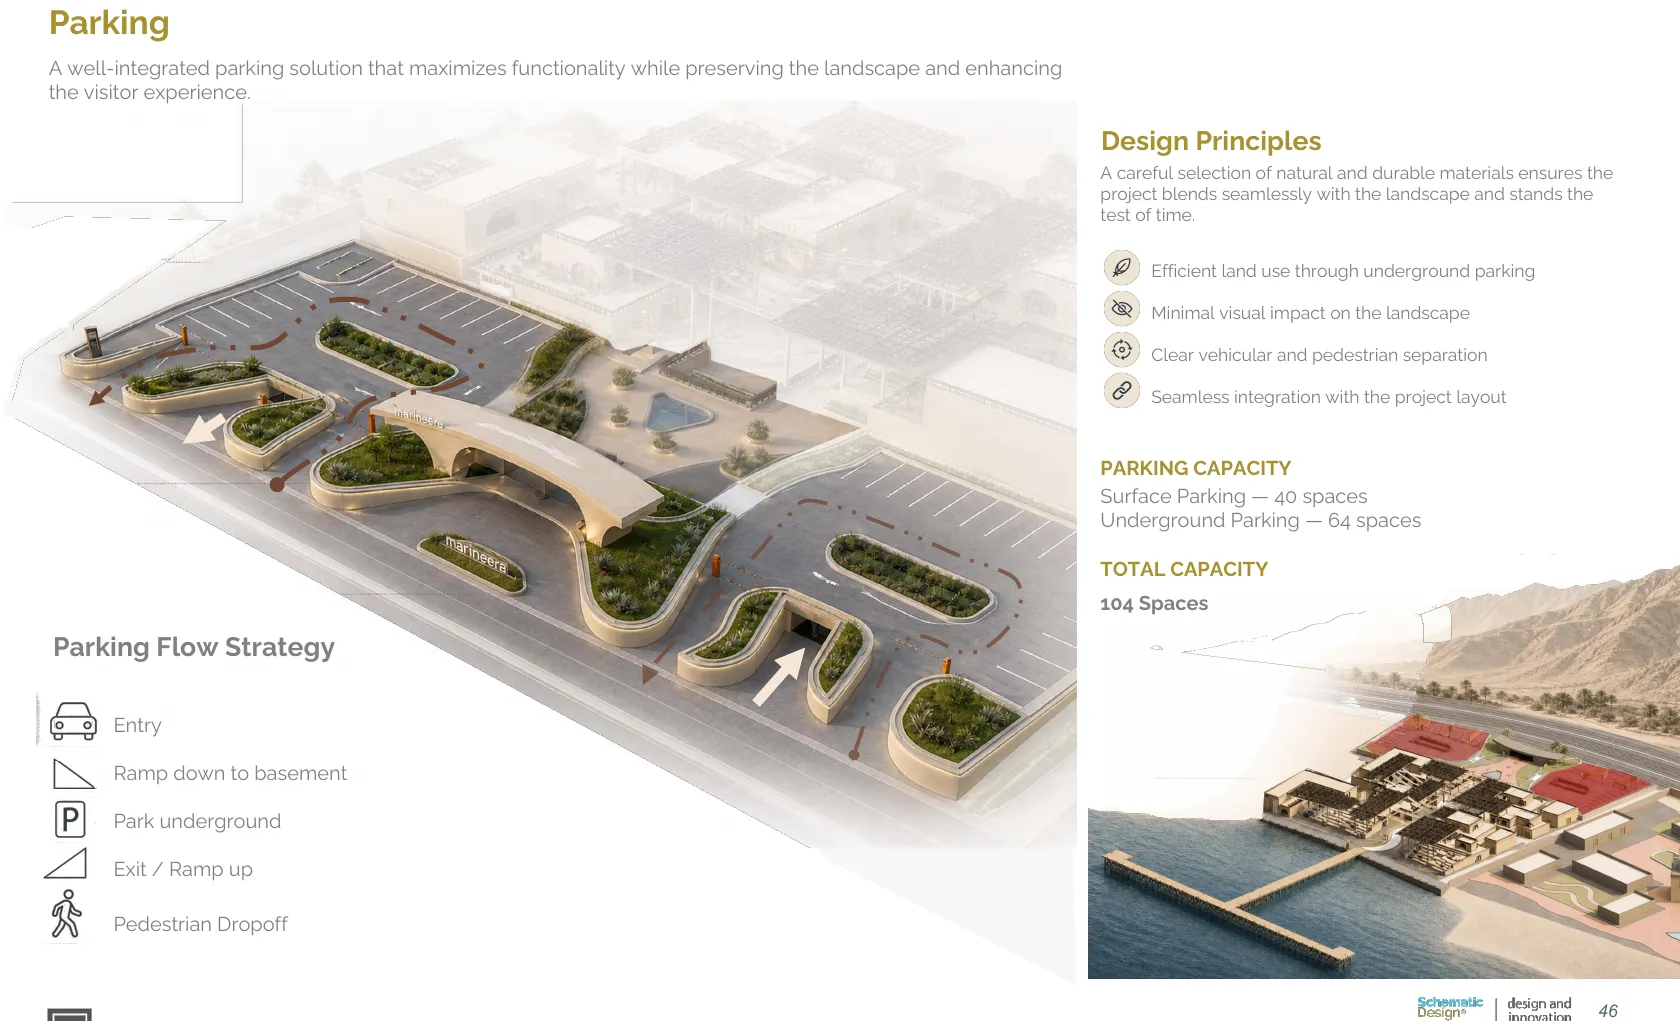 Parking
A well-integrated parking solution that maximizes functionality while preserving the landscape and enhancing
the visitor experience.
Design Principles
A careful selection of natural and durable materials ensures the
project blends seamlessly with the landscape and stands the
test of time.
Efficient land use through underground parking
Minimal visual impact on the landscape
Clear vehicular and pedestrian separation
Seamless integration with the project layout
PARKING CAPACITY
Surface Parking — 40 spaces
Underground Parking — 64 spaces
TOTAL CAPACITY
104 Spaces
marineera
marineera
Parking Flow Strategy
Entry
Ramp down to basement
P
Park underground
Exit / Ramp up
Pedestrian Dropoff
Schematic
Design®
design and
innovation
46